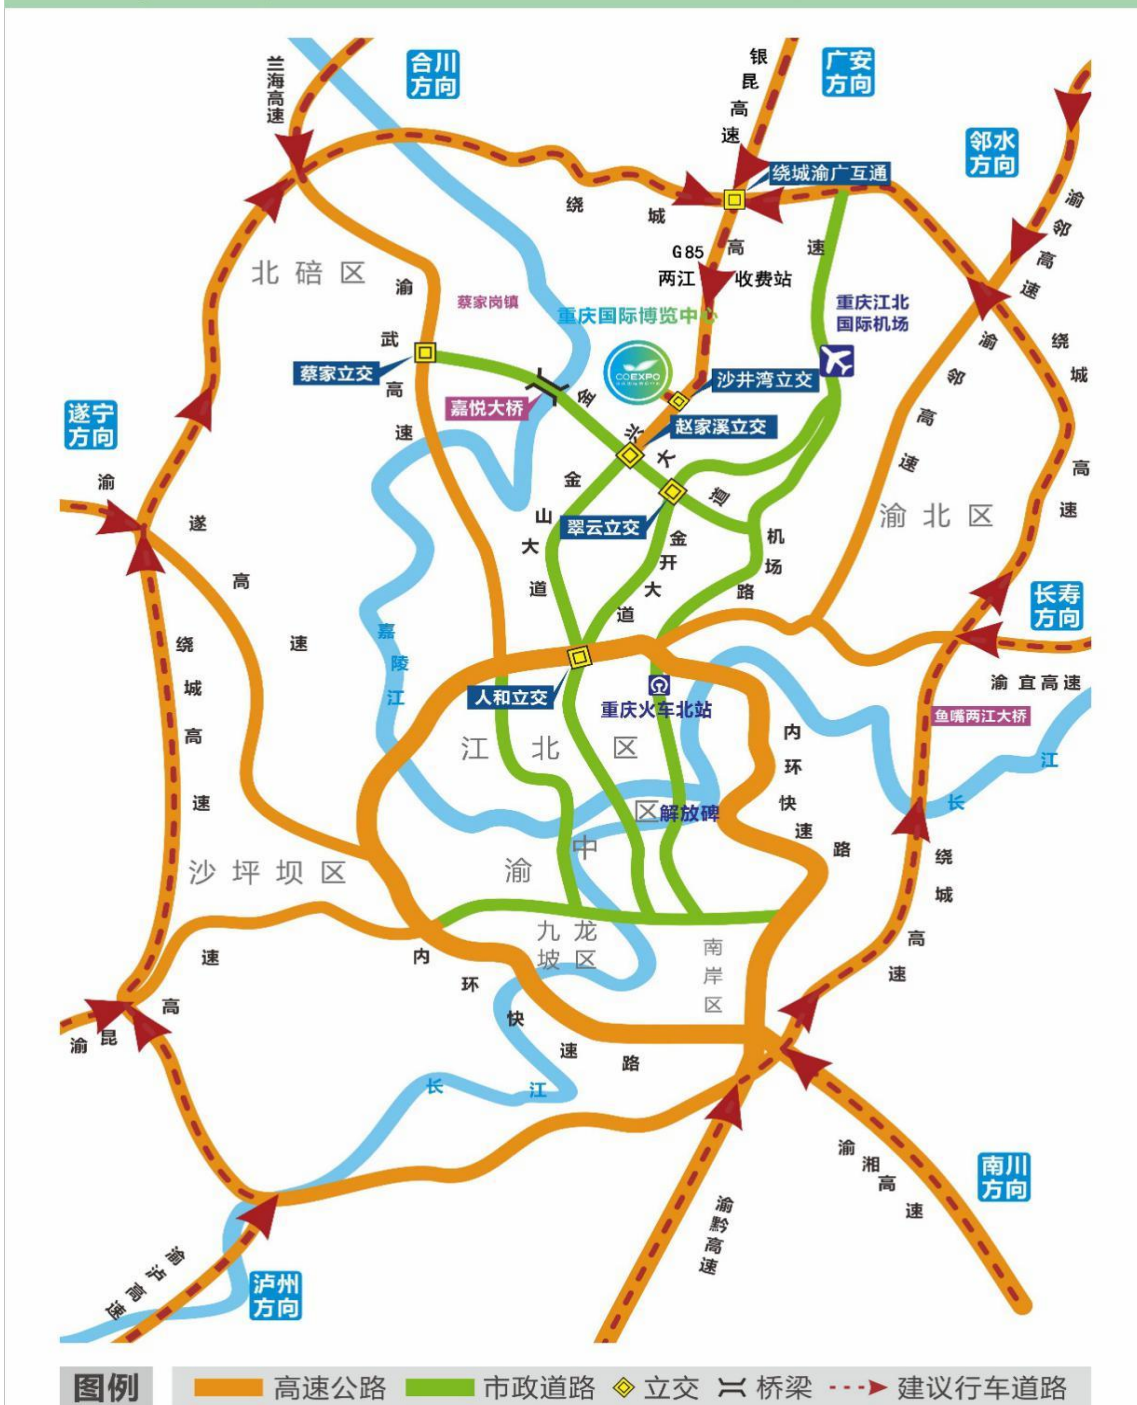 兰海高速
合川
方向
银昆高速
广安
方向
邻水
方向
绕城渝广互通
渝邻高速
绕城高速
G85
两江 收费站
北碚区
渝武高速
蔡家岗镇
重庆国际博览中心
COEXPO
重庆江北
国际机场
蔡家立交
嘉悦大桥
沙井湾立交
赵家溪立交
金兴大道
渝邻高速
绕城高速
遂宁
方向
渝遂高速
金山大道
翠云立交
金开大道
机场路
渝北区
长寿
方向
绕城高速
嘉陵江
人和立交
重庆火车北站
渝宜高速
鱼嘴两江大桥
江北区
内环快速路
长江
解放碑
渝中区
沙坪坝区
绕城高速
九龙
坡区
南岸区
渝昆高速
内环快速路
长江
渝湘高速
南川
方向
渝黔高速
渝泸高速
泸州
方向
图例 高速公路 市政道路 立交 桥梁 建议行车道路